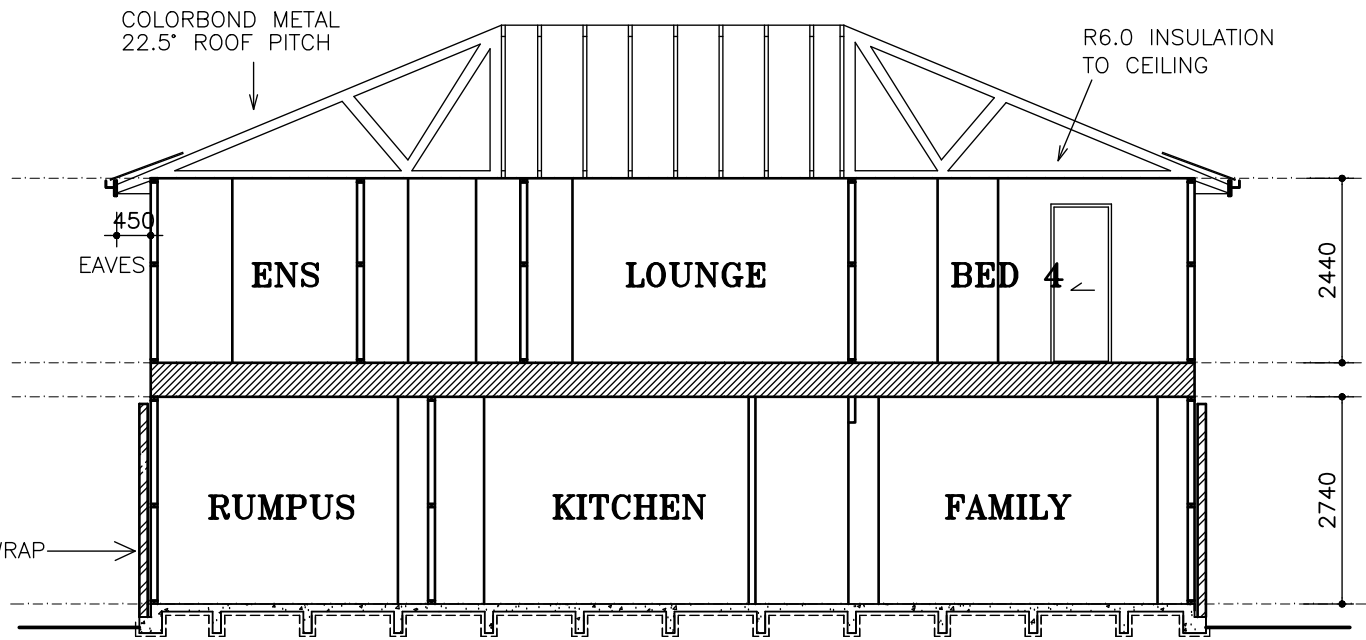 COLORBOND METAL
22.5° ROOF PITCH
R6.0 INSULATION
TO CEILING
450
EAVES
ENS
LOUNGE
BED 4
2440
RUMPUS
KITCHEN
FAMILY
2740